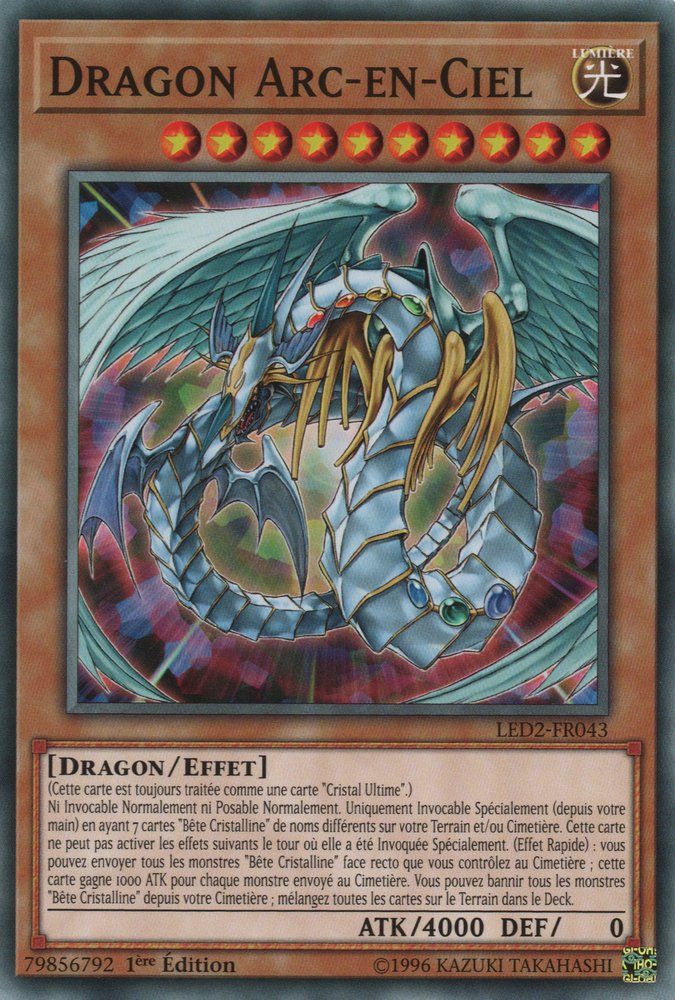 LUMIÈRE
DRAGON ARC-EN-CIEL
光
LED2-FR043
[DRAGON/EFFET]
(Cette carte est toujours traitée comme une carte "Cristal Ultime".)
Ni Invocable Normalement ni Posable Normalement. Uniquement Invocable Spécialement (depuis votre
main) en ayant 7 cartes "Bête Cristalline" de noms différents sur votre Terrain et/ou Cimetière. Cette carte
ne peut pas activer les effets suivants le tour où elle a été Invoquée Spécialement. (Effet Rapide) : vous
pouvez envoyer tous les monstres "Bête Cristalline" face recto que vous contrôlez au Cimetière ; cette
carte gagne 1000 ATK pour chaque monstre envoyé au Cimetière. Vous pouvez bannir tous les monstres
"Bête Cristalline" depuis votre Cimetière ; mélangez toutes les cartes sur le Terrain dans le Deck.
ATK/4000 DEF/ 0
79856792 1ère Édition ©1996 KAZUKI TAKAHASHI